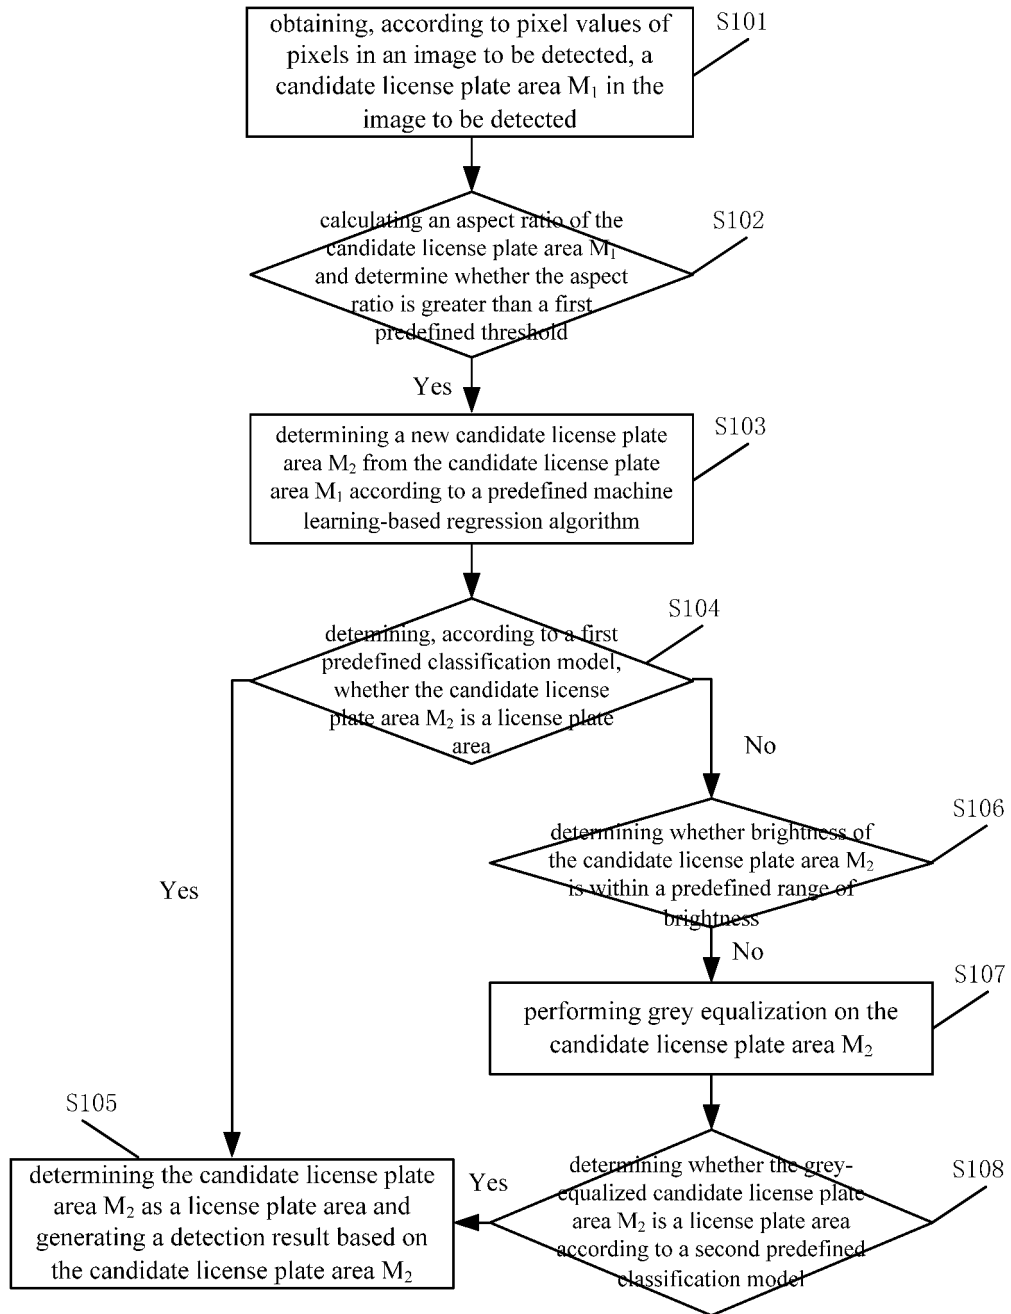 S101
obtaining, according to pixel values of
pixels in an image to be detected, a
candidate license plate area M₁ in the
image to be detected
S102
calculating an aspect ratio of the
candidate license plate area M₁
and determine whether the aspect
ratio is greater than a first
predefined threshold
Yes
S103
determining a new candidate license plate
area M₂ from the candidate license plate
area M₁ according to a predefined machine
learning-based regression algorithm
S104
detemining, according to a first
predefined classification model,
whether the candidate license
plate area M₂ is a license plate
area
No
Yes
S106
determining whether brightness of
the candidate license plate area M₂
is within a predefined range of
brightness
No
S107
performing grey equalization on the
candidate license plate area M₂
S105
determining the candidate license plate
area M₂ as a license plate area and
generating a detection result based on
the candidate license plate area M₂
Yes
S108
determining whether the grey-
equalized candidate license plate
area M₂ is a license plate area
according to a second predefined
classification model